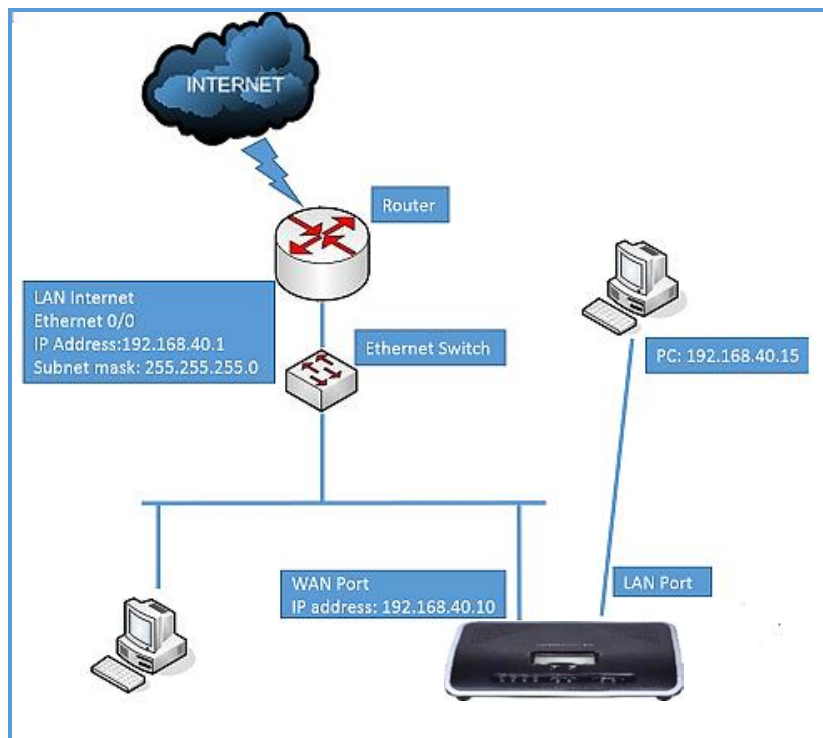 INTERNET
Router
LAN Internet
Ethernet 0/0
IP Address:192.168.40.1
Subnet mask: 255.255.255.0
Ethernet Switch
PC: 192.168.40.15
WAN Port
IP address: 192.168.40.10
LAN Port